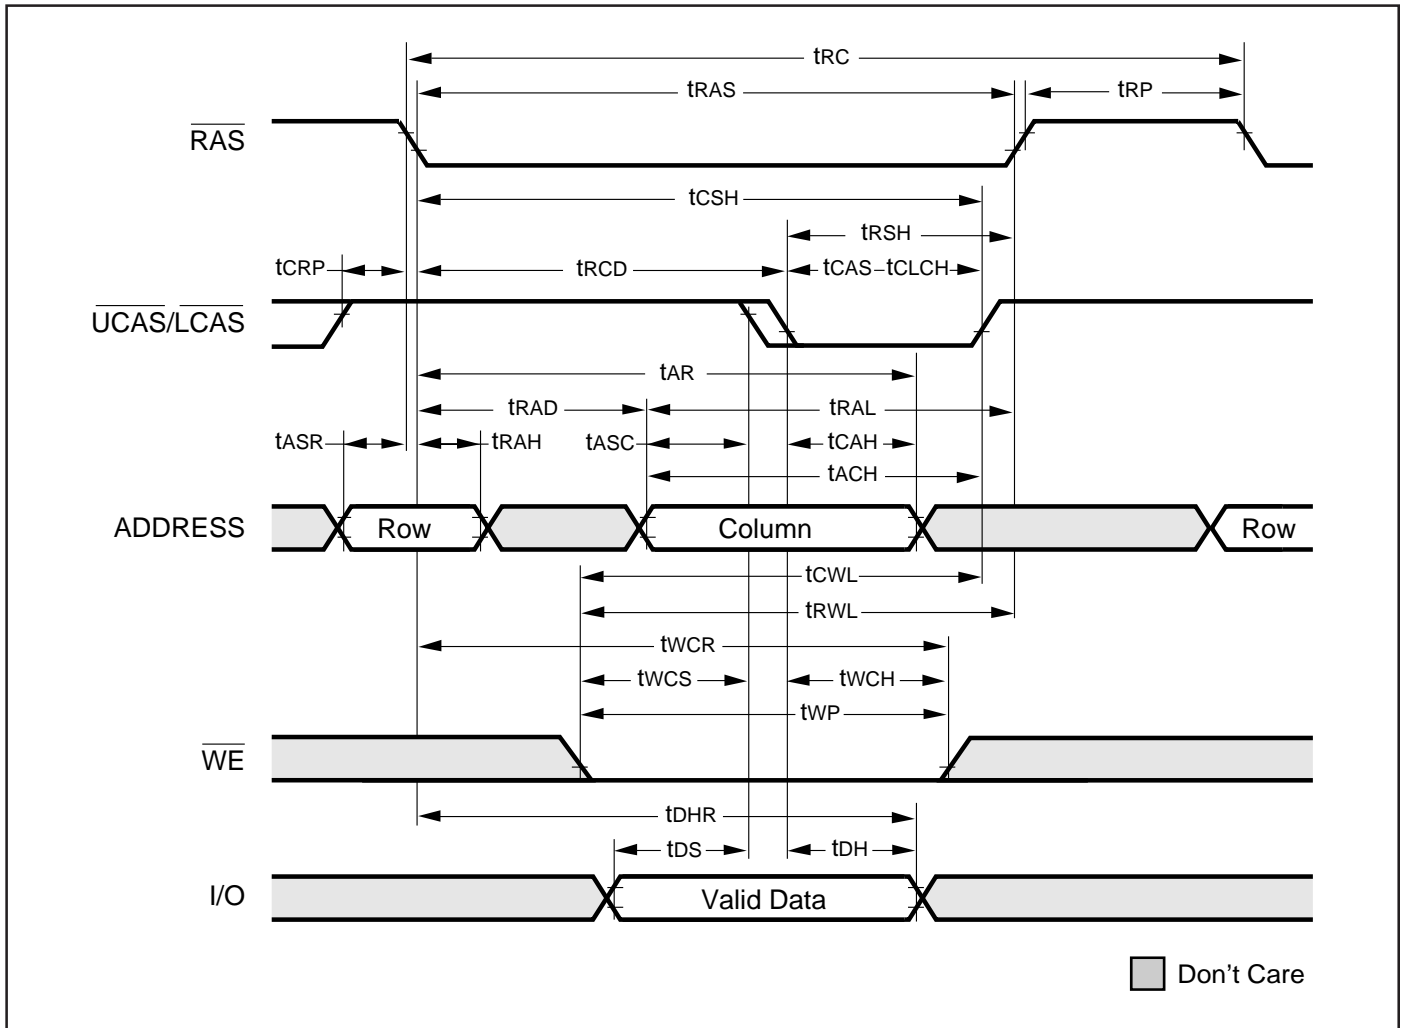 tRC
tRAS
tRP
RAS
tCSH
tRSH
tCRP
tRCD
tCAS
tCLCH
UCAS/LCAS
tAR
tRAD
tRAL
tASR
tRAH
tASC
tCAH
tACH
ADDRESS
Row
Column
Row
tCWL
tRWL
tWCR
tWCS
tWCH
tWP
WE
tDHR
tDS
tDH
I/O
Valid Data
Don't Care